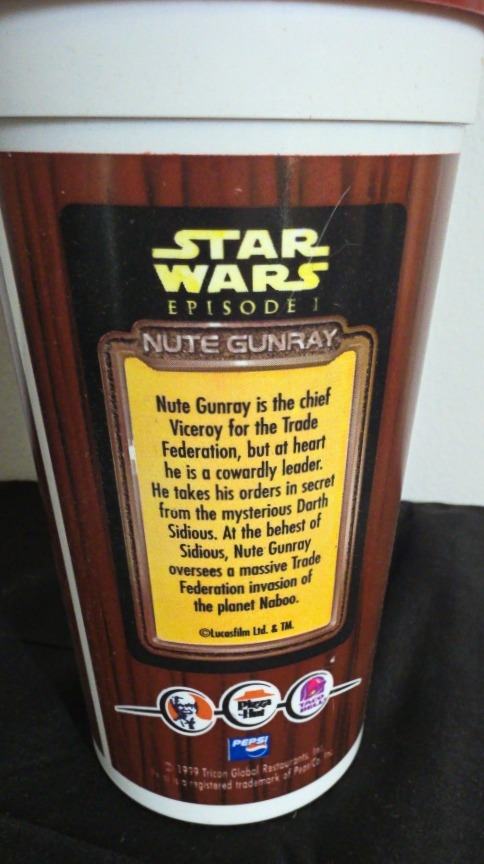 STAR
WARS
EPISODE I
NUTE GUNRAY
Nute Gunray is the chief
Viceroy for the Trade
Federation, but at heart
he is a cowardly leader.
He takes his orders in secret
from the mysterious Darth
Sidious. At the behest of
Sidious, Nute Gunray
oversees a massive Trade
Federation invasion of
the planet Naboo.
©Lucasfilm Ltd. & TM.
KFC Pizza Hut TACO BELL
PEPSI
© 1999 Tricon Global Restaurants, Inc.
is a registered trademark of PepsiCo, Inc.